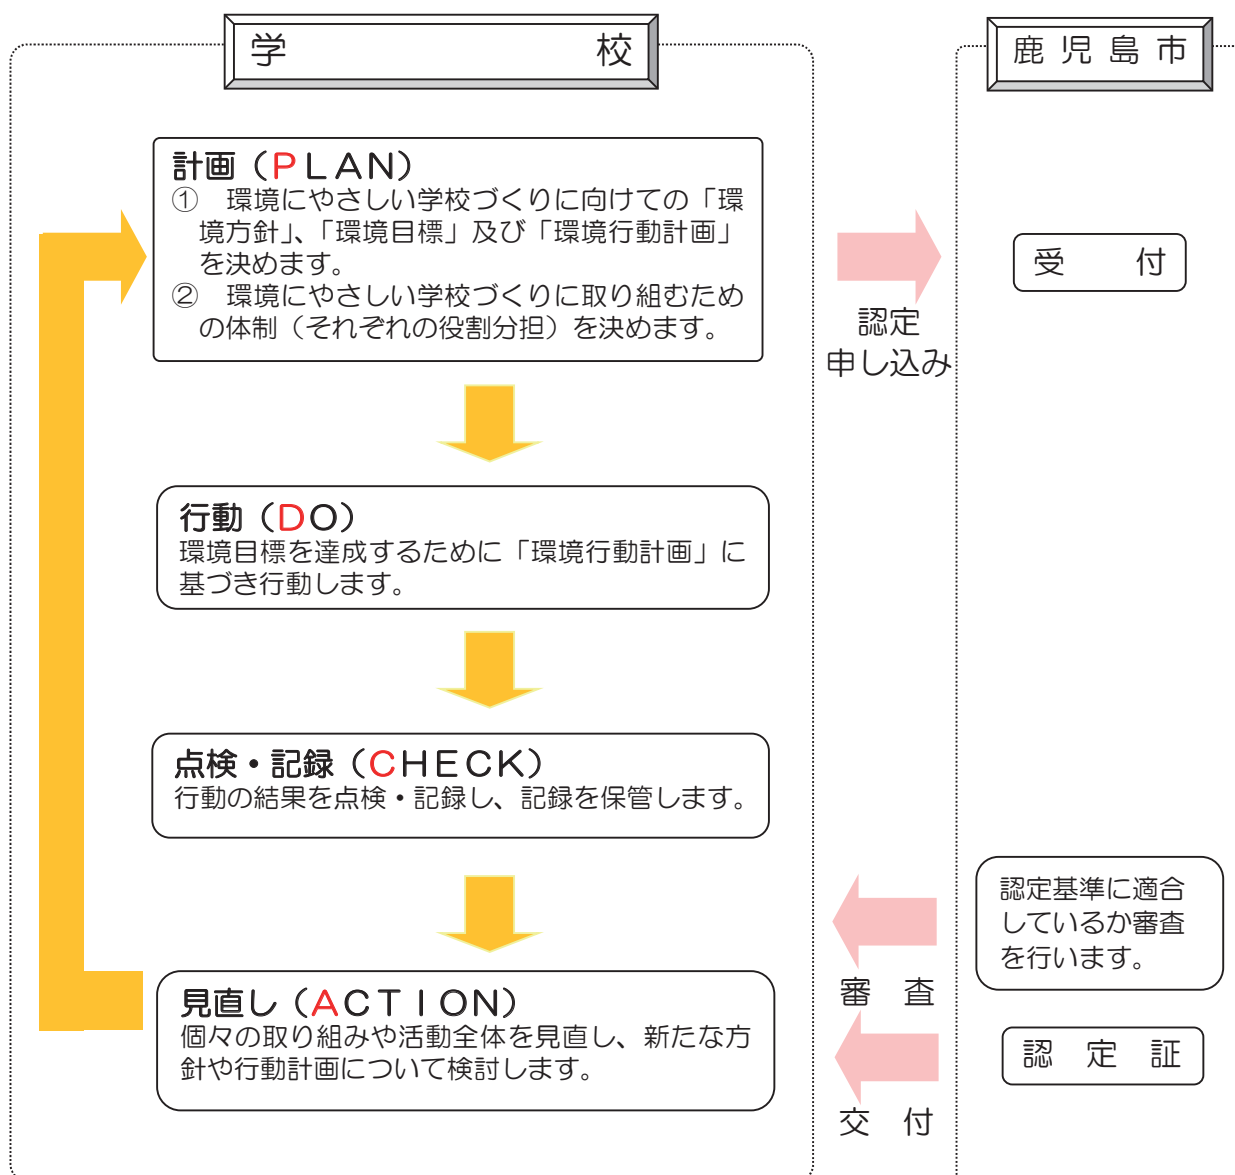 学　校
鹿児島市
計画（ＰＬＡＮ）
①　環境にやさしい学校づくりに向けての「環
境方針」、「環境目標」及び「環境行動計画」
を決めます。
②　環境にやさしい学校づくりに取り組むため
の体制（それぞれの役割分担）を決めます。
認定
申し込み
受　付
行動（ＤＯ）
環境目標を達成するために「環境行動計画」に
基づき行動します。
点検・記録（ＣＨＥＣＫ）
行動の結果を点検・記録し、記録を保管します。
認定基準に適合
しているか審査
を行います。
審　査
見直し（ＡＣＴＩＯＮ）
個々の取り組みや活動全体を見直し、新たな方
針や行動計画について検討します。
認　定　証
交　付